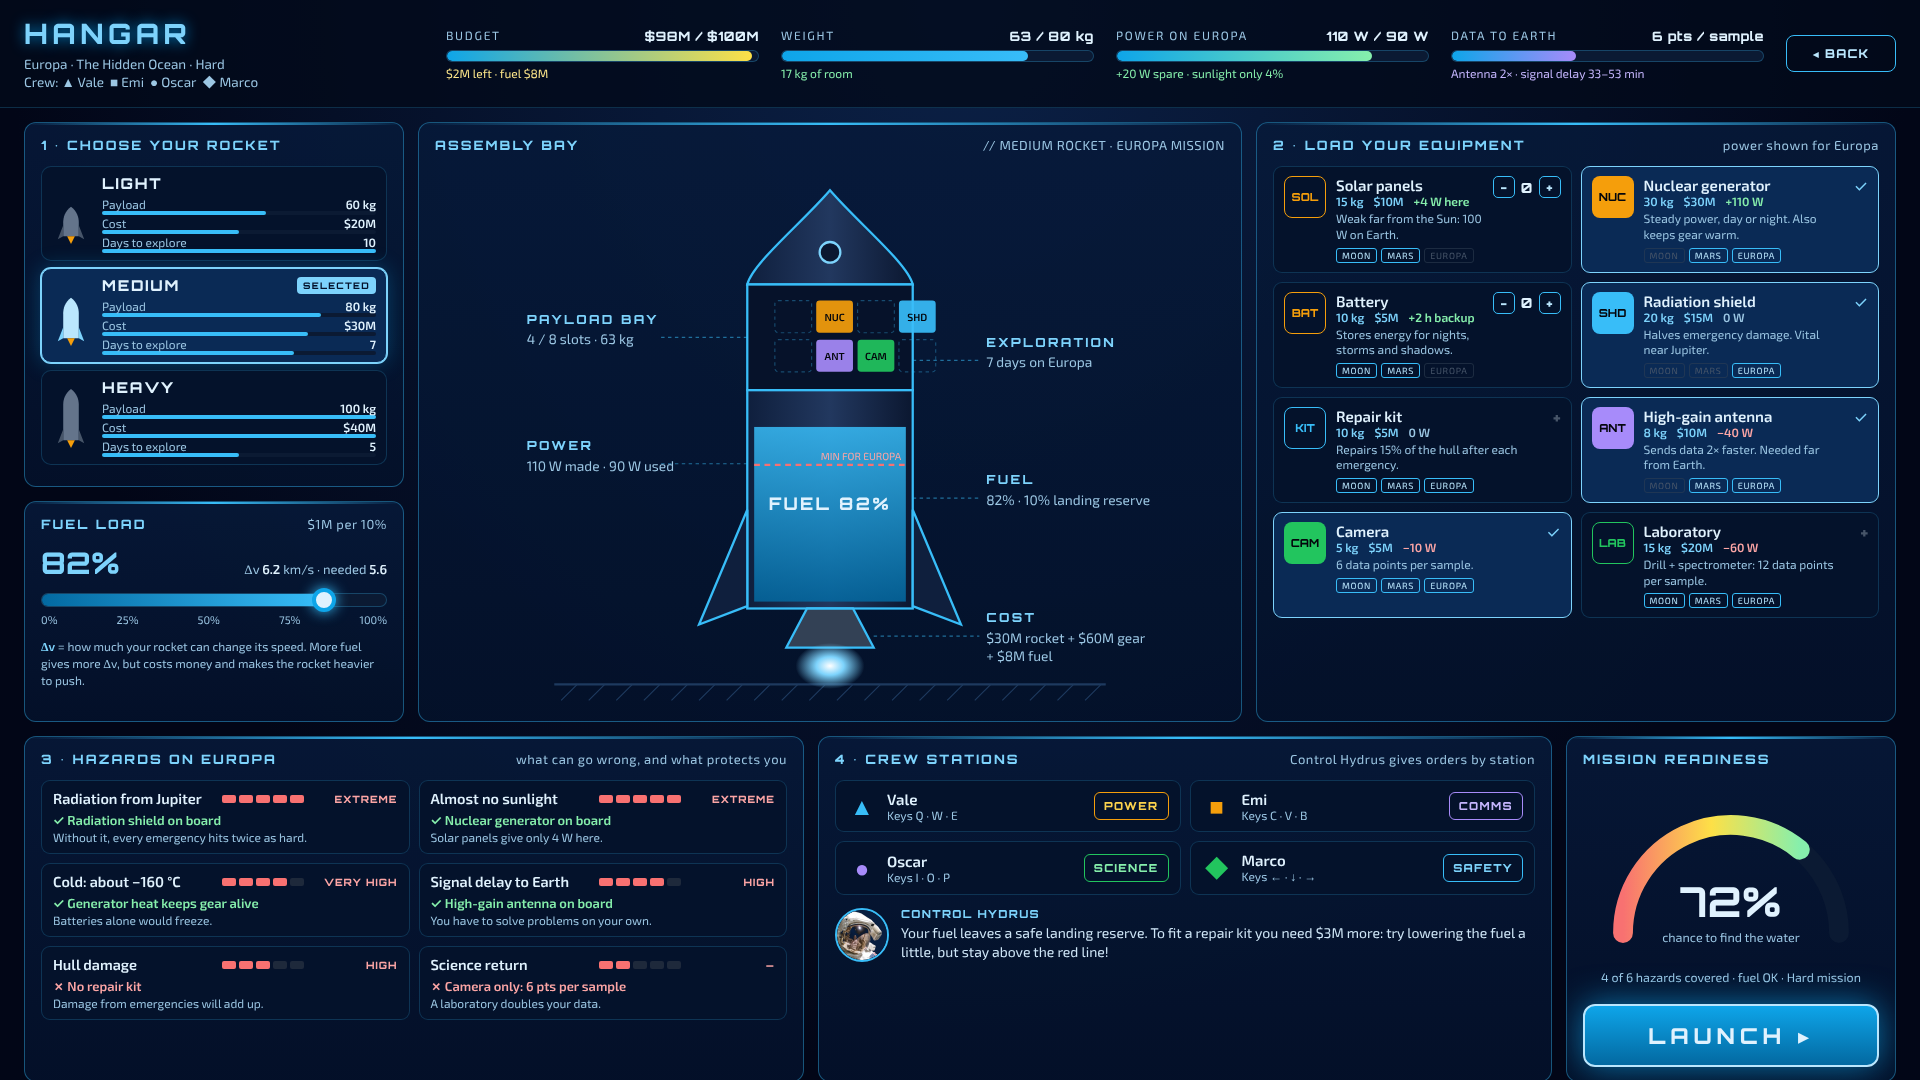 HANGAR
Europa · The Hidden Ocean · Hard
Crew: ▲ Vale ■ Emi ● Oscar ◆ Marco
BUDGET $98M / $100M
$2M left · fuel $8M
WEIGHT 63 / 80 kg
17 kg of room
POWER ON EUROPA 110 W / 90 W
+20 W spare · sunlight only 4%
DATA TO EARTH 6 pts / sample
Antenna 2× · signal delay 33–53 min
◂ BACK
1 · CHOOSE YOUR ROCKET
LIGHT
Payload 60 kg
Cost $20M
Days to explore 10
MEDIUM SELECTED
Payload 80 kg
Cost $30M
Days to explore 7
HEAVY
Payload 100 kg
Cost $40M
Days to explore 5
FUEL LOAD $1M per 10%
82% Δv 6.2 km/s · needed 5.6
0% 25% 50% 75% 100%
Δv = how much your rocket can change its speed. More fuel
gives more Δv, but costs money and makes the rocket heavier
to push.
ASSEMBLY BAY // MEDIUM ROCKET · EUROPA MISSION
PAYLOAD BAY
4 / 8 slots · 63 kg
NUC SHD
ANT CAM
EXPLORATION
7 days on Europa
POWER
110 W made · 90 W used
MIN FOR EUROPA
FUEL 82%
FUEL
82% · 10% landing reserve
COST
$30M rocket + $60M gear
+ $8M fuel
2 · LOAD YOUR EQUIPMENT power shown for Europa
SOL Solar panels − 0 +
15 kg $10M +4 W here
Weak far from the Sun: 100
W on Earth.
MOON MARS EUROPA
NUC Nuclear generator ✓
30 kg $30M +110 W
Steady power, day or night. Also
keeps gear warm.
MOON MARS EUROPA
BAT Battery − 0 +
10 kg $5M +2 h backup
Stores energy for nights,
storms and shadows.
MOON MARS EUROPA
SHD Radiation shield ✓
20 kg $15M 0 W
Halves emergency damage. Vital
near Jupiter.
MOON MARS EUROPA
KIT Repair kit +
10 kg $5M 0 W
Repairs 15% of the hull after each
emergency.
MOON MARS EUROPA
ANT High-gain antenna ✓
8 kg $10M −40 W
Sends data 2× faster. Needed far
from Earth.
MOON MARS EUROPA
CAM Camera ✓
5 kg $5M −10 W
6 data points per sample.
MOON MARS EUROPA
LAB Laboratory +
15 kg $20M −60 W
Drill + spectrometer: 12 data points
per sample.
MOON MARS EUROPA
3 · HAZARDS ON EUROPA what can go wrong, and what protects you
Radiation from Jupiter EXTREME
✓ Radiation shield on board
Without it, every emergency hits twice as hard.
Almost no sunlight EXTREME
✓ Nuclear generator on board
Solar panels give only 4 W here.
Cold: about −160 °C VERY HIGH
✓ Generator heat keeps gear alive
Batteries alone would freeze.
Signal delay to Earth HIGH
✓ High-gain antenna on board
You have to solve problems on your own.
Hull damage HIGH
✕ No repair kit
Damage from emergencies will add up.
Science return –
✕ Camera only: 6 pts per sample
A laboratory doubles your data.
4 · CREW STATIONS Control Hydrus gives orders by station
Vale POWER
Keys Q · W · E
Emi COMMS
Keys C · V · B
Oscar SCIENCE
Keys I · O · P
Marco SAFETY
Keys ← · ↓ · →
CONTROL HYDRUS
Your fuel leaves a safe landing reserve. To fit a repair kit you need $3M more: try lowering the fuel a
little, but stay above the red line!
MISSION READINESS
72%
chance to find the water
4 of 6 hazards covered · fuel OK · Hard mission
LAUNCH ▸